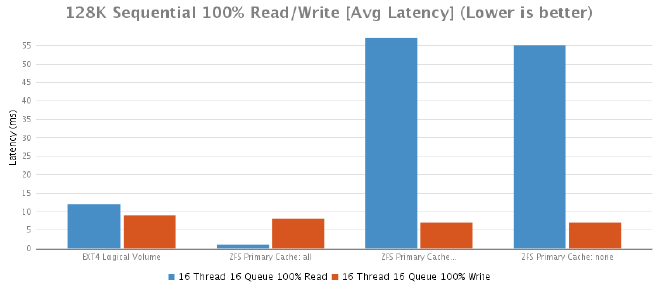 128K Sequential 100% Read/Write [Avg Latency] (Lower is better)
Latency (ms)
55
50
45
40
35
30
25
20
15
10
5
0
EXT4 Logical Volume
ZFS Primary Cache: all
ZFS Primary Cache...
ZFS Primary Cache: none
16 Thread 16 Queue 100% Read
16 Thread 16 Queue 100% Write